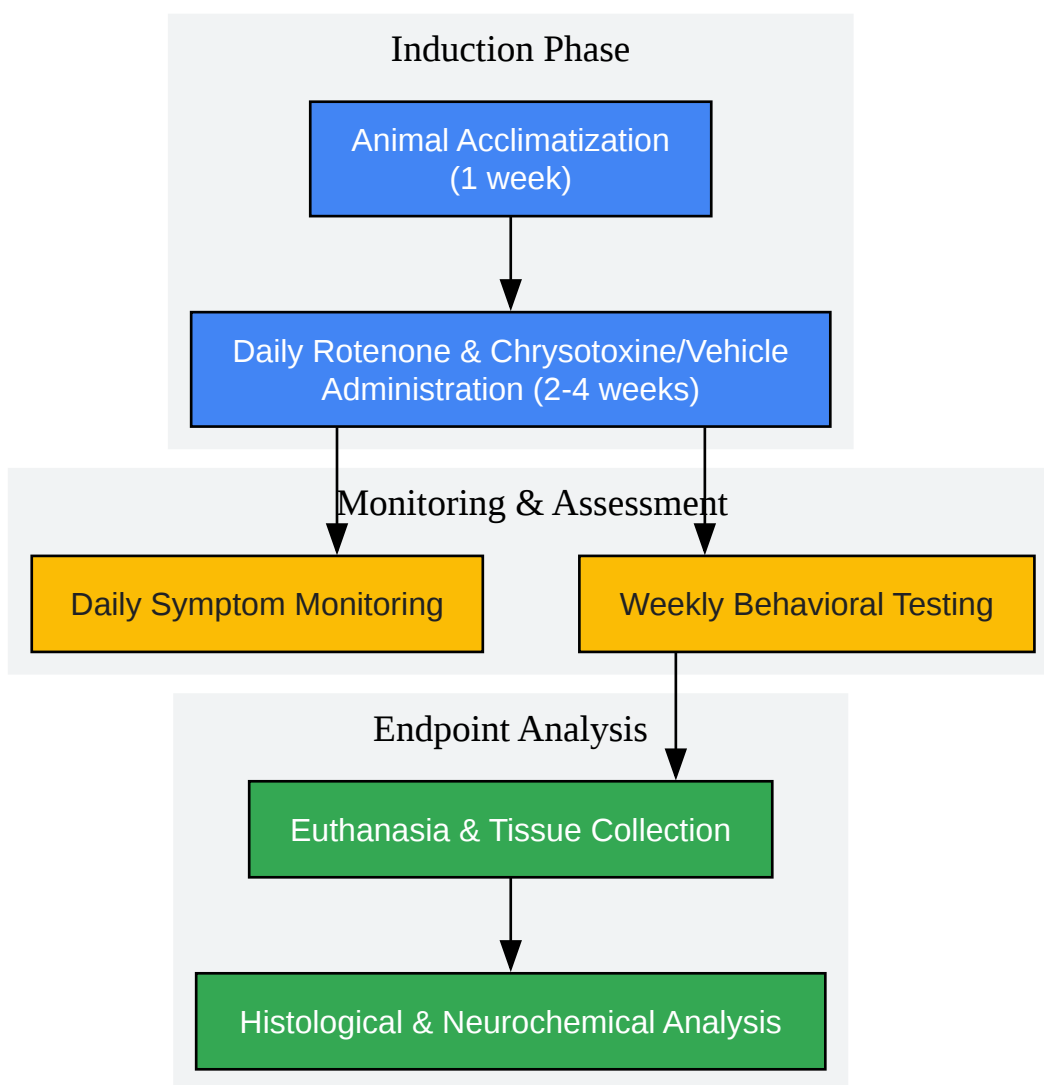 Induction Phase
Animal Acclimatization
(1 week)
Daily Rotenone & Chrysotoxine/Vehicle
Administration (2-4 weeks)
Monitoring & Assessment
Daily Symptom Monitoring
Weekly Behavioral Testing
Endpoint Analysis
Euthanasia & Tissue Collection
Histological & Neurochemical Analysis